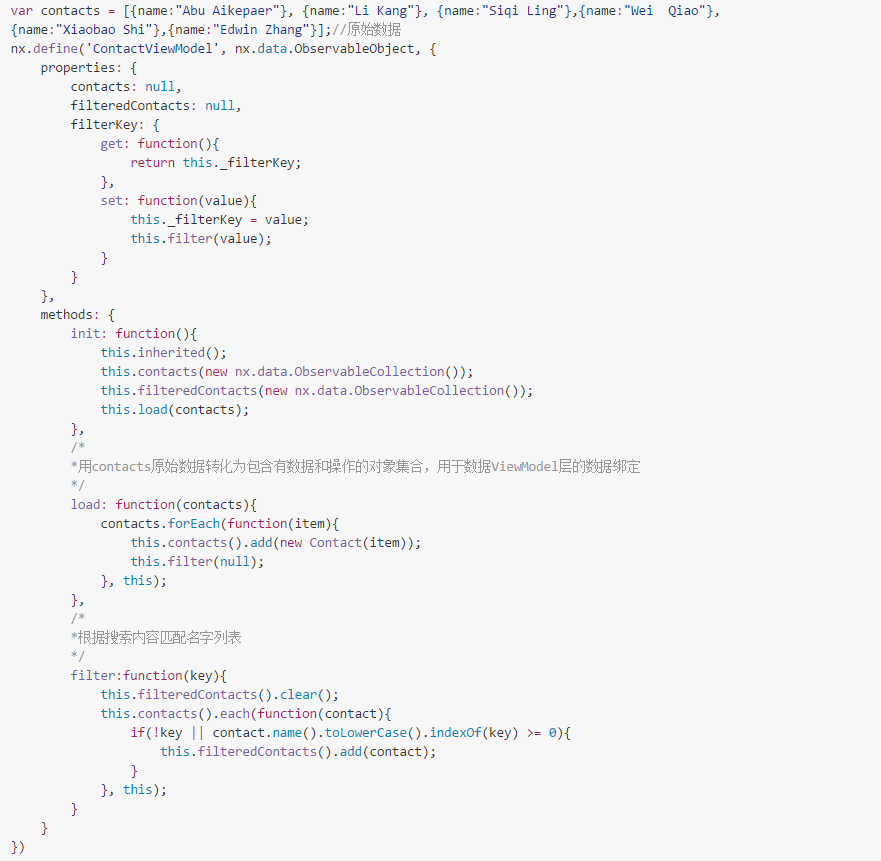 var contacts = [{name:"Abu Aikepaer"}, {name:"Li Kang"}, {name:"Siqi Ling"},{name:"Wei  Qiao"},
{name:"Xiaobao Shi"},{name:"Edwin Zhang"}];//原始数据
nx.define('ContactViewModel', nx.data.ObservableObject, {
    properties: {
        contacts: null,
        filteredContacts: null,
        filterKey: {
            get: function(){
                return this._filterKey;
            },
            set: function(value){
                this._filterKey = value;
                this.filter(value);
            }
        }
    },
    methods: {
        init: function(){
            this.inherited();
            this.contacts(new nx.data.ObservableCollection());
            this.filteredContacts(new nx.data.ObservableCollection());
            this.load(contacts);
        },
        /*
        *用contacts原始数据转化为包含有数据和操作的对象集合，用于数据ViewModel层的数据绑定
        */
        load: function(contacts){
            contacts.forEach(function(item){
                this.contacts().add(new Contact(item));
                this.filter(null);
            }, this);
        },
        /*
        *根据搜索内容匹配名字列表
        */
        filter:function(key){
            this.filteredContacts().clear();
            this.contacts().each(function(contact){
                if(!key || contact.name().toLowerCase().indexOf(key) >= 0){
                    this.filteredContacts().add(contact);
                }
            }, this);
        }
    }
})